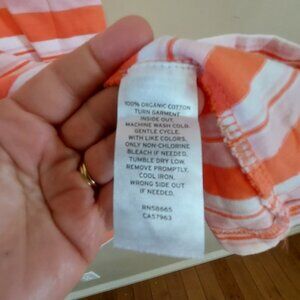 100% ORGANIC COTTON
TURN GARMENT
INSIDE OUT.
MACHINE WASH COLD.
GENTLE CYCLE.
WITH LIKE COLORS.
ONLY NON-CHLORINE
BLEACH IF NEEDED.
TUMBLE DRY LOW.
REMOVE PROMPTLY.
COOL IRON.
WRONG SIDE OUT
IF NEEDED.
RN58665
CA57963